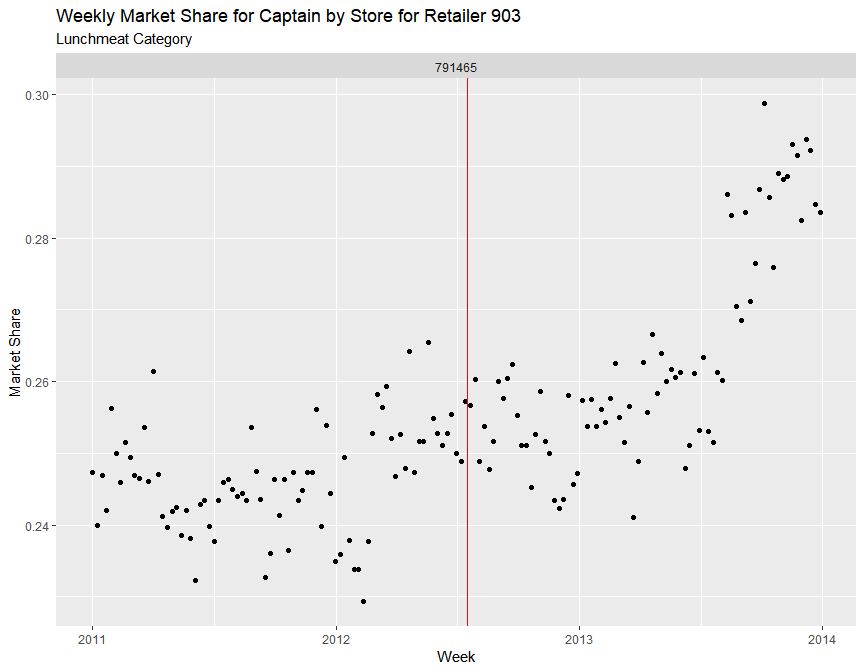 Weekly Market Share for Captain by Store for Retailer 903
Lunchmeat Category
791465
0.30
0.28
0.26
0.24
Market Share
2011 2012 2013 2014
Week